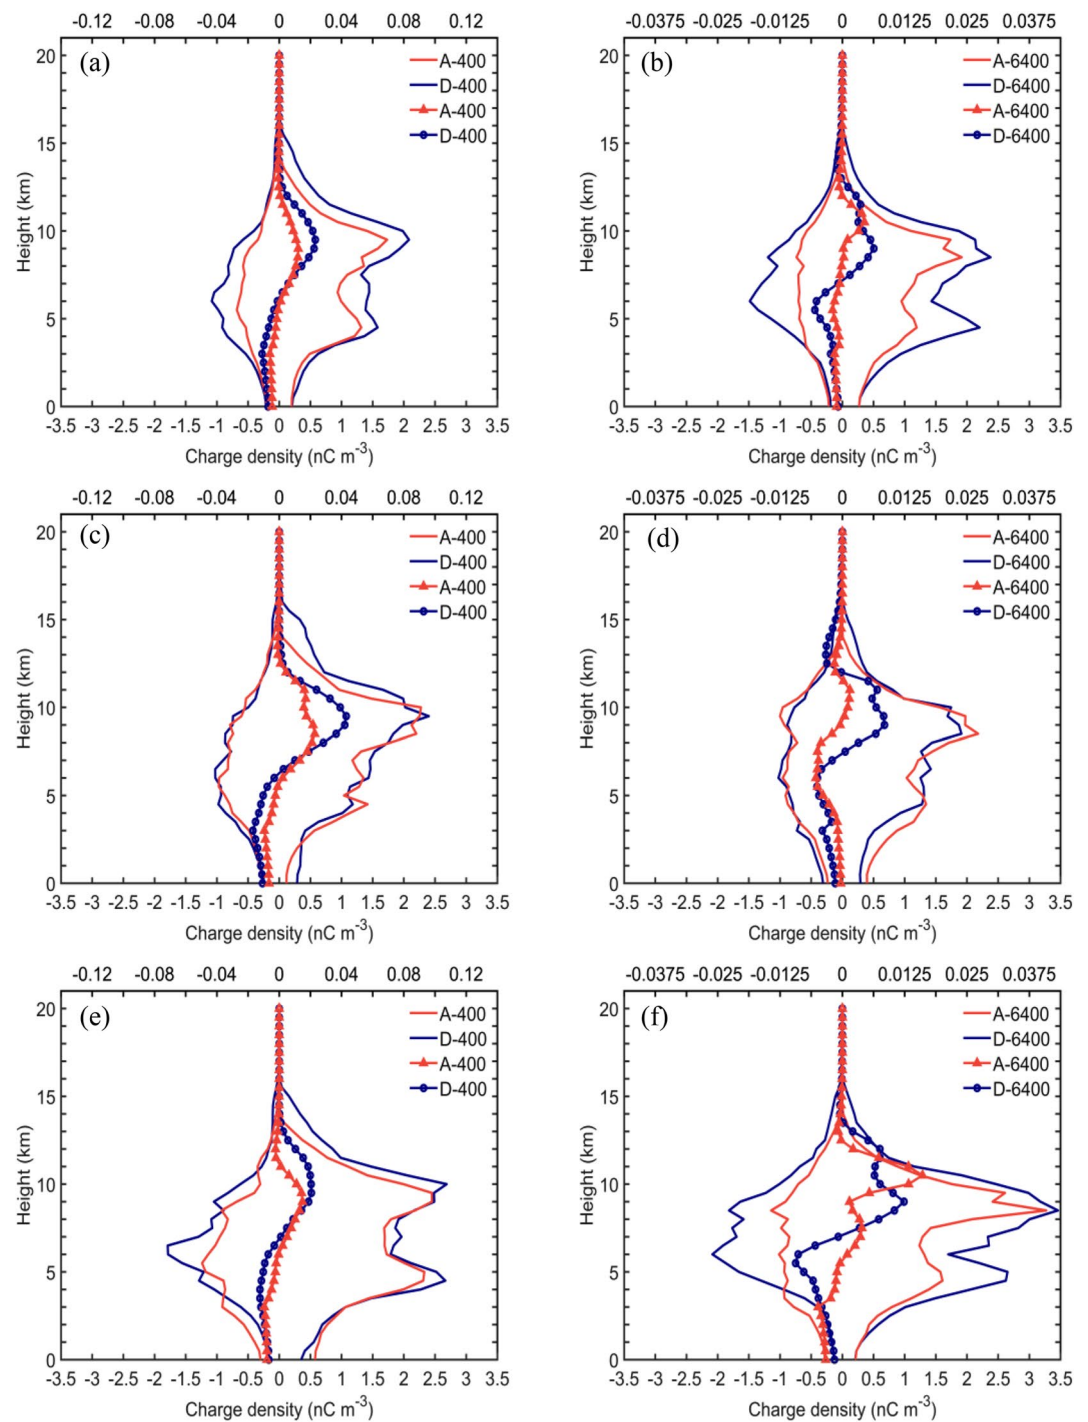 -0.12 -0.08 -0.04 0 0.04 0.08 0.12
(a)
A-400
D-400
A-400
D-400
20
15
10
5
0
Height (km)
-3.5 -3 -2.5 -2 -1.5 -1 -0.5 0 0.5 1 1.5 2 2.5 3 3.5
Charge density (nC m-3)
-0.0375 -0.025 -0.0125 0 0.0125 0.025 0.0375
(b)
A-6400
D-6400
A-6400
D-6400
20
15
10
5
0
Height (km)
-3.5 -3 -2.5 -2 -1.5 -1 -0.5 0 0.5 1 1.5 2 2.5 3 3.5
Charge density (nC m-3)
-0.12 -0.08 -0.04 0 0.04 0.08 0.12
(c)
A-400
D-400
A-400
D-400
20
15
10
5
0
Height (km)
-3.5 -3 -2.5 -2 -1.5 -1 -0.5 0 0.5 1 1.5 2 2.5 3 3.5
Charge density (nC m-3)
-0.0375 -0.025 -0.0125 0 0.0125 0.025 0.0375
(d)
A-6400
D-6400
A-6400
D-6400
20
15
10
5
0
Height (km)
-3.5 -3 -2.5 -2 -1.5 -1 -0.5 0 0.5 1 1.5 2 2.5 3 3.5
Charge density (nC m-3)
-0.12 -0.08 -0.04 0 0.04 0.08 0.12
(e)
A-400
D-400
A-400
D-400
20
15
10
5
0
Height (km)
-3.5 -3 -2.5 -2 -1.5 -1 -0.5 0 0.5 1 1.5 2 2.5 3 3.5
Charge density (nC m-3)
-0.0375 -0.025 -0.0125 0 0.0125 0.025 0.0375
(f)
A-6400
D-6400
A-6400
D-6400
20
15
10
5
0
Height (km)
-3.5 -3 -2.5 -2 -1.5 -1 -0.5 0 0.5 1 1.5 2 2.5 3 3.5
Charge density (nC m-3)